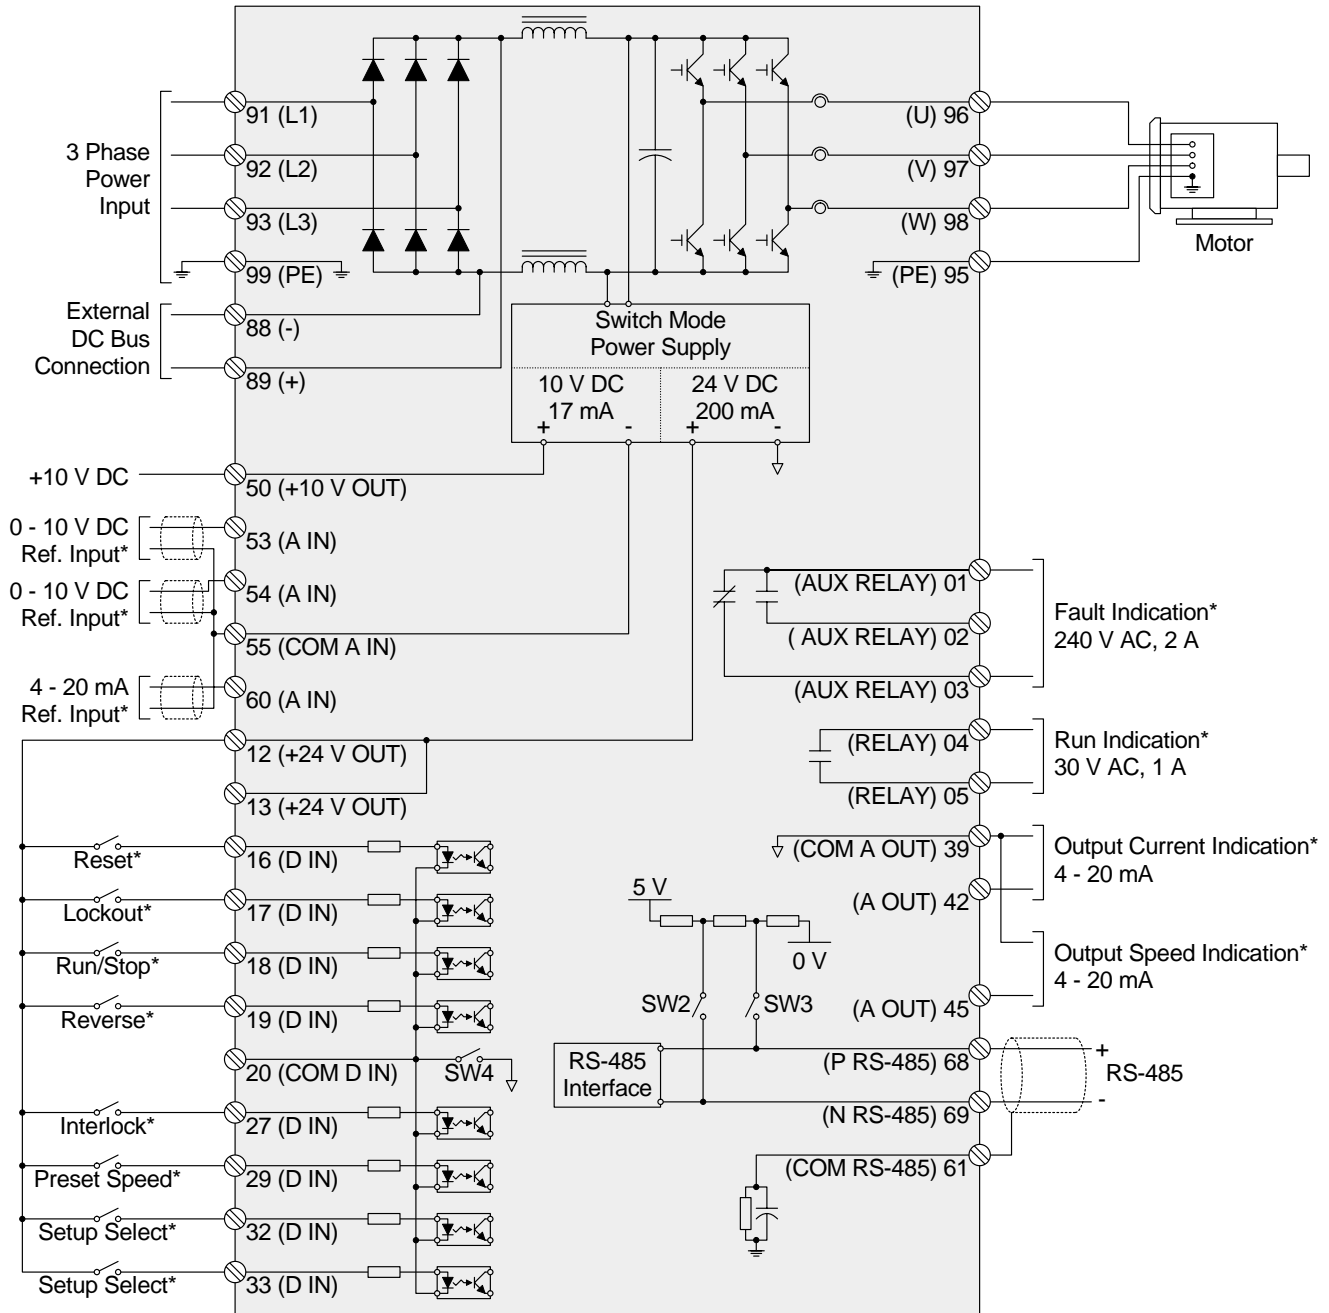 3 Phase
Power
Input
91 (L1)
92 (L2)
93 (L3)
99 (PE)
External
DC Bus
Connection
88 (-)
89 (+)
(U) 96
(V) 97
(W) 98
(PE) 95
Motor
Switch Mode
Power Supply
10 V DC
17 mA
+ -
24 V DC
200 mA
+ -
+10 V DC
50 (+10 V OUT)
0 - 10 V DC
Ref. Input*
53 (A IN)
0 - 10 V DC
Ref. Input*
54 (A IN)
55 (COM A IN)
4 - 20 mA
Ref. Input*
60 (A IN)
12 (+24 V OUT)
13 (+24 V OUT)
Reset*
16 (D IN)
Lockout*
17 (D IN)
Run/Stop*
18 (D IN)
Reverse*
19 (D IN)
20 (COM D IN)
SW4
Interlock*
27 (D IN)
Preset Speed*
29 (D IN)
Setup Select*
32 (D IN)
Setup Select*
33 (D IN)
(AUX RELAY) 01
( AUX RELAY) 02
(AUX RELAY) 03
Fault Indication*
240 V AC, 2 A
(RELAY) 04
(RELAY) 05
Run Indication*
30 V AC, 1 A
(COM A OUT) 39
(A OUT) 42
Output Current Indication*
4 - 20 mA
(A OUT) 45
Output Speed Indication*
4 - 20 mA
5 V
0 V
SW2
SW3
RS-485
Interface
(P RS-485) 68
(N RS-485) 69
(COM RS-485) 61
+
RS-485
-